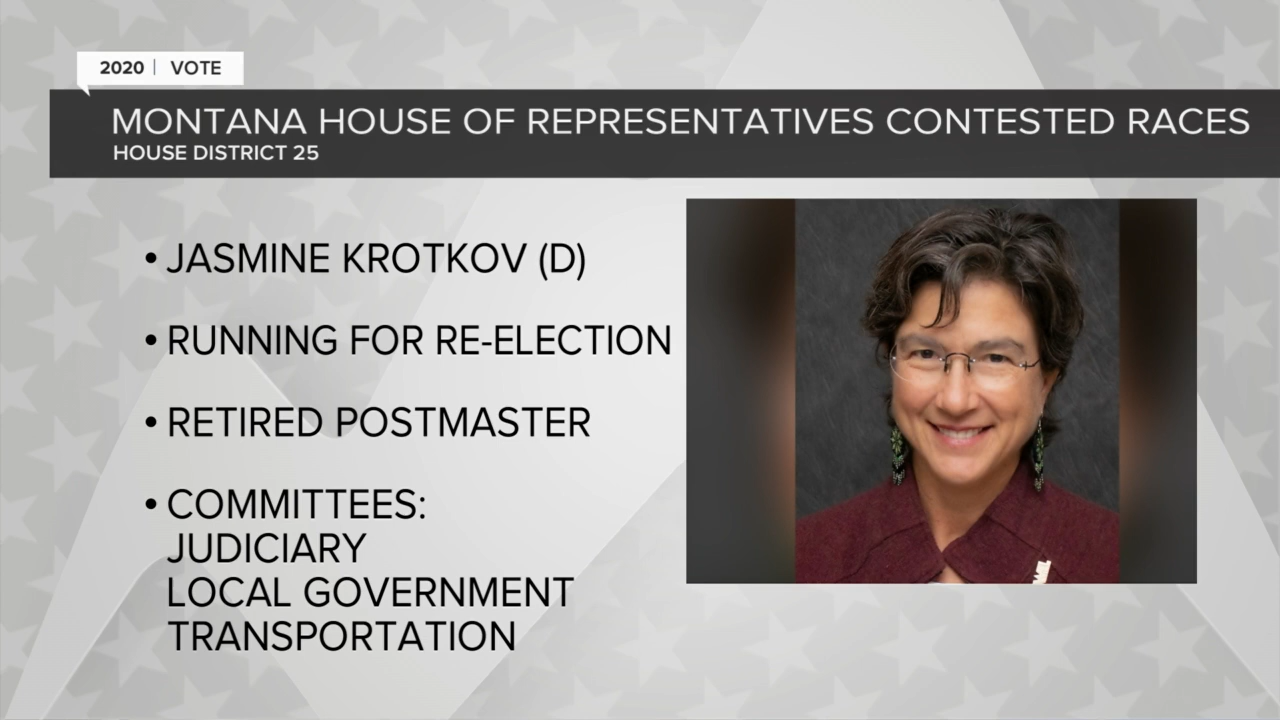 2020 | VOTE
MONTANA HOUSE OF REPRESENTATIVES CONTESTED RACES
HOUSE DISTRICT 25
• JASMINE KROTKOV (D)
• RUNNING FOR RE-ELECTION
• RETIRED POSTMASTER
• COMMITTEES:
JUDICIARY
LOCAL GOVERNMENT
TRANSPORTATION